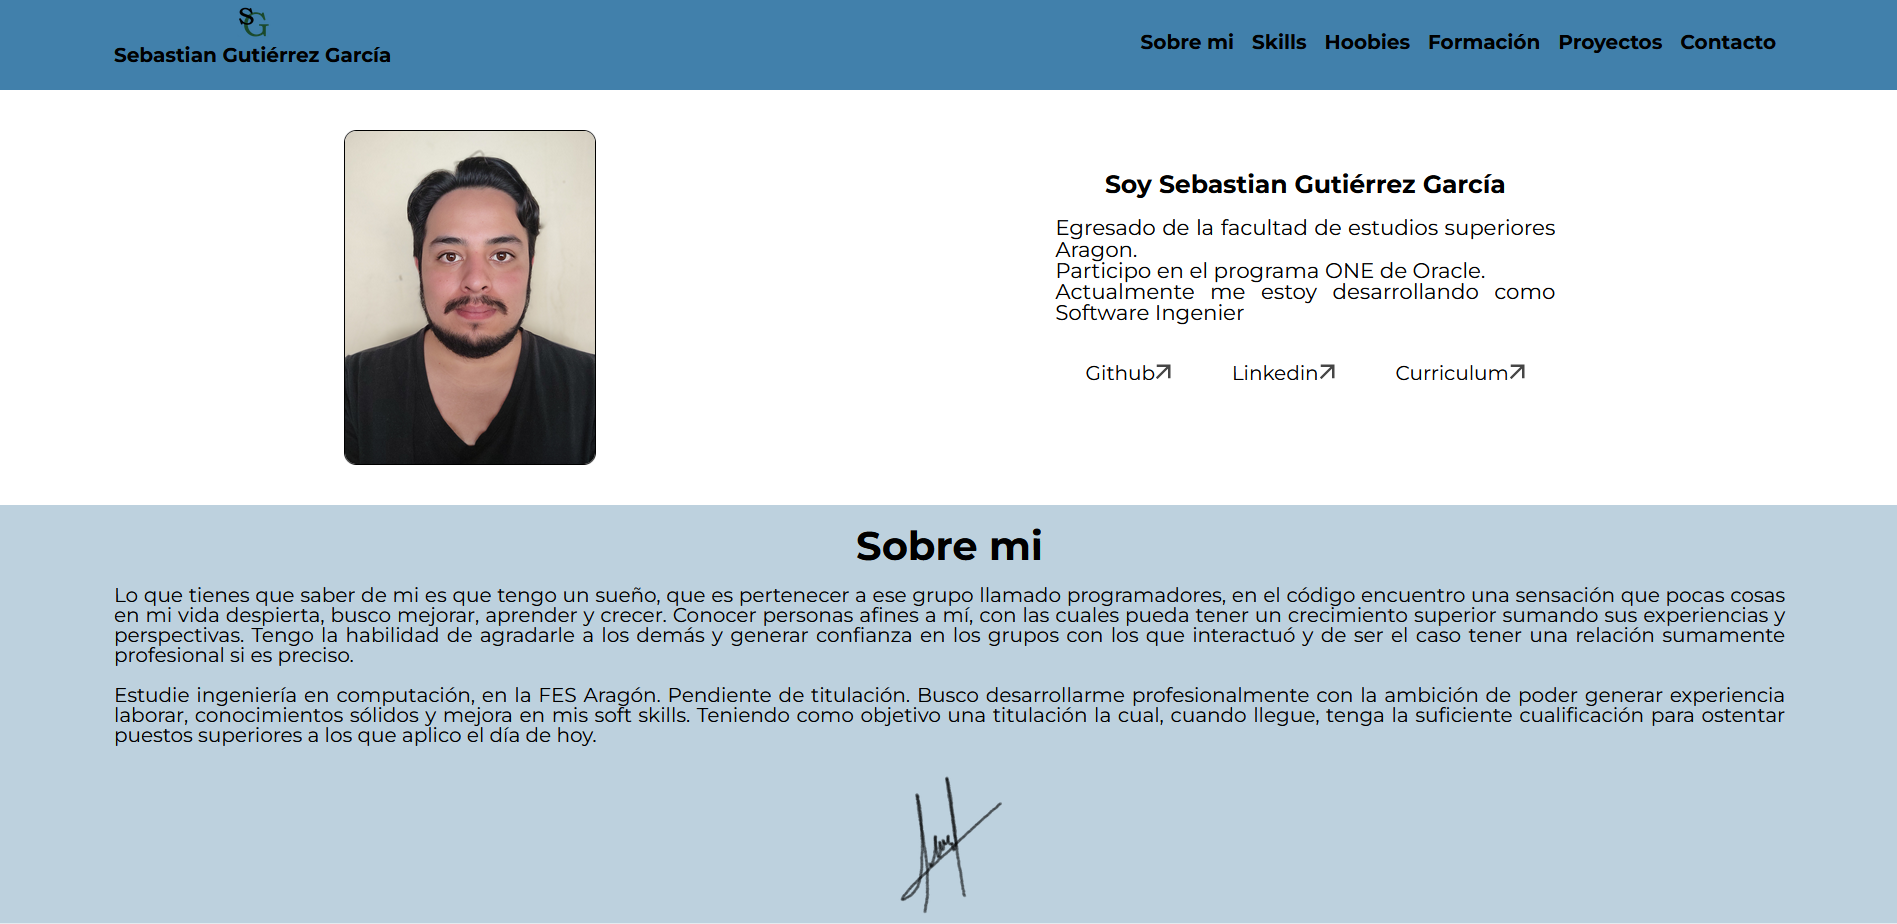 SG
Sebastian Gutiérrez García
Sobre mi Skills Hoobies Formación Proyectos Contacto
Soy Sebastian Gutiérrez García
Egresado de la facultad de estudios superiores
Aragon.
Participo en el programa ONE de Oracle.
Actualmente me estoy desarrollando como
Software Ingenier
Github Linkedin Curriculum
Sobre mi
Lo que tienes que saber de mi es que tengo un sueño, que es pertenecer a ese grupo llamado programadores, en el código encuentro una sensación que pocas cosas
en mi vida despierta, busco mejorar, aprender y crecer. Conocer personas afines a mí, con las cuales pueda tener un crecimiento superior sumando sus experiencias y
perspectivas. Tengo la habilidad de agradarle a los demás y generar confianza en los grupos con los que interactuó y de ser el caso tener una relación sumamente
profesional si es preciso.
Estudie ingeniería en computación, en la FES Aragón. Pendiente de titulación. Busco desarrollarme profesionalmente con la ambición de poder generar experiencia
laborar, conocimientos sólidos y mejora en mis soft skills. Teniendo como objetivo una titulación la cual, cuando llegue, tenga la suficiente cualificación para ostentar
puestos superiores a los que aplico el día de hoy.